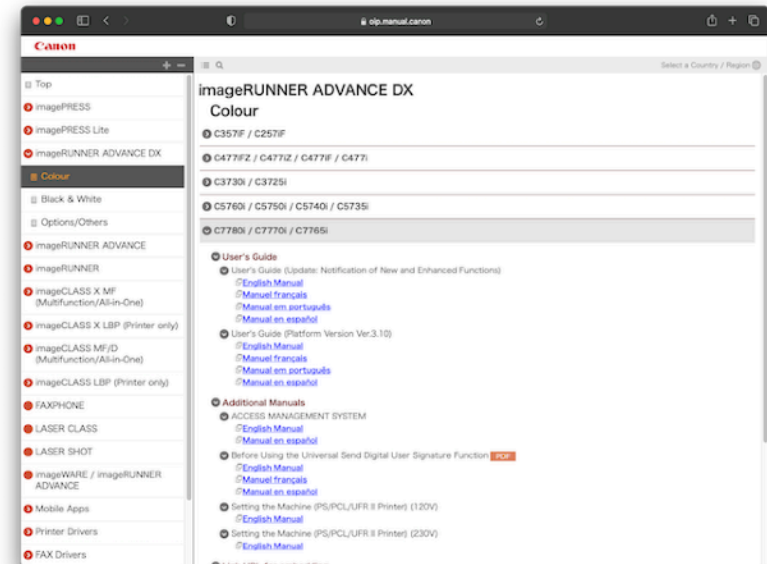 oip.manual.canon
Canon
Select a Country / Region
Top
imagePRESS
imagePRESS Lite
imageRUNNER ADVANCE DX
Colour
Black & White
Options/Others
imageRUNNER ADVANCE
imageRUNNER
imageCLASS X MF
(Multifunction/All-in-One)
imageCLASS X LBP (Printer only)
imageCLASS MF/D
(Multifunction/All-in-One)
imageCLASS LBP (Printer only)
FAXPHONE
LASER CLASS
LASER SHOT
imageWARE / imageRUNNER
ADVANCE
Mobile Apps
Printer Drivers
FAX Drivers
imageRUNNER ADVANCE DX
Colour
C357iF / C257iF
C477iFZ / C477iZ / C477iF / C477i
C3730i / C3725i
C5760i / C5750i / C5740i / C5735i
C7780i / C7770i / C7765i
User's Guide
User's Guide (Update: Notification of New and Enhanced Functions)
English Manual
Manuel français
Manual em português
Manual en español
User's Guide (Platform Version Ver.3.10)
English Manual
Manuel français
Manual em português
Manual en español
Additional Manuals
ACCESS MANAGEMENT SYSTEM
English Manual
Manual en español
Before Using the Universal Send Digital User Signature Function PDF
English Manual
Manuel français
Manual en español
Setting the Machine (PS/PCL/UFR II Printer) (120V)
English Manual
Setting the Machine (PS/PCL/UFR II Printer) (230V)
English Manual